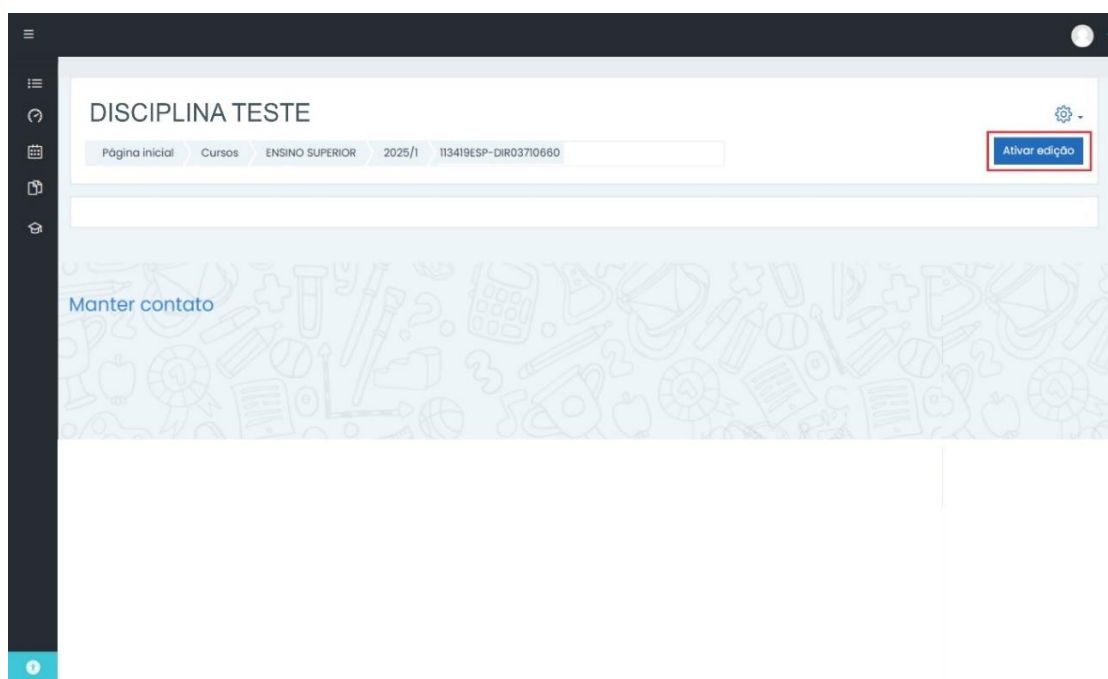 DISCIPLINA TESTE
Página inicial Cursos ENSINO SUPERIOR 2025/1 113419ESP-DIR03710660
Ativar edição
Manter contato